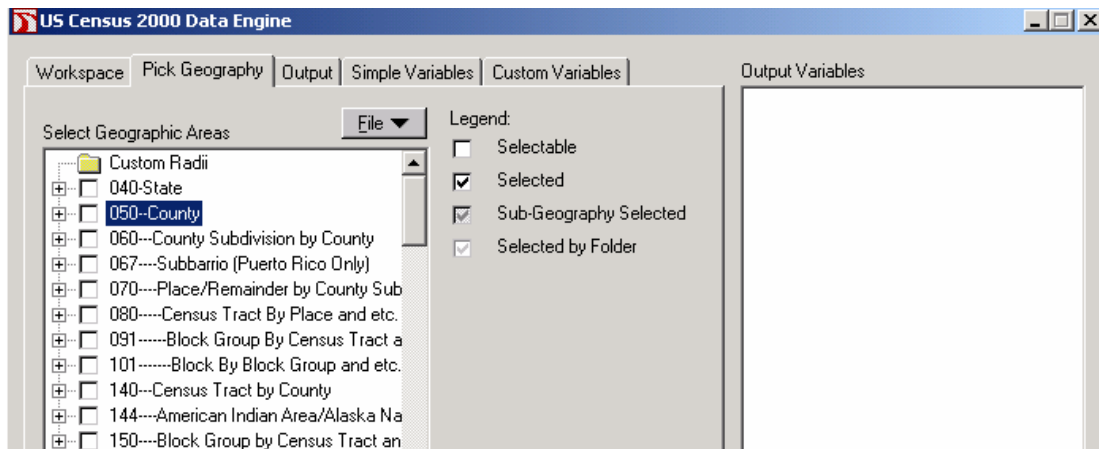 US Census 2000 Data Engine
Workspace Pick Geography Output Simple Variables Custom Variables
Output Variables
Select Geographic Areas
File
Legend:
Custom Radii
040-State
050--County
060---County Subdivision by County
067----Subbarrio (Puerto Rico Only)
070----Place/Remainder by County Sub
080-----Census Tract By Place and etc.
091------Block Group By Census Tract a
101-------Block By Block Group and etc.
140---Census Tract by County
144----American Indian Area/Alaska Na
150----Block Group by Census Tract an
Selectable
Selected
Sub-Geography Selected
Selected by Folder